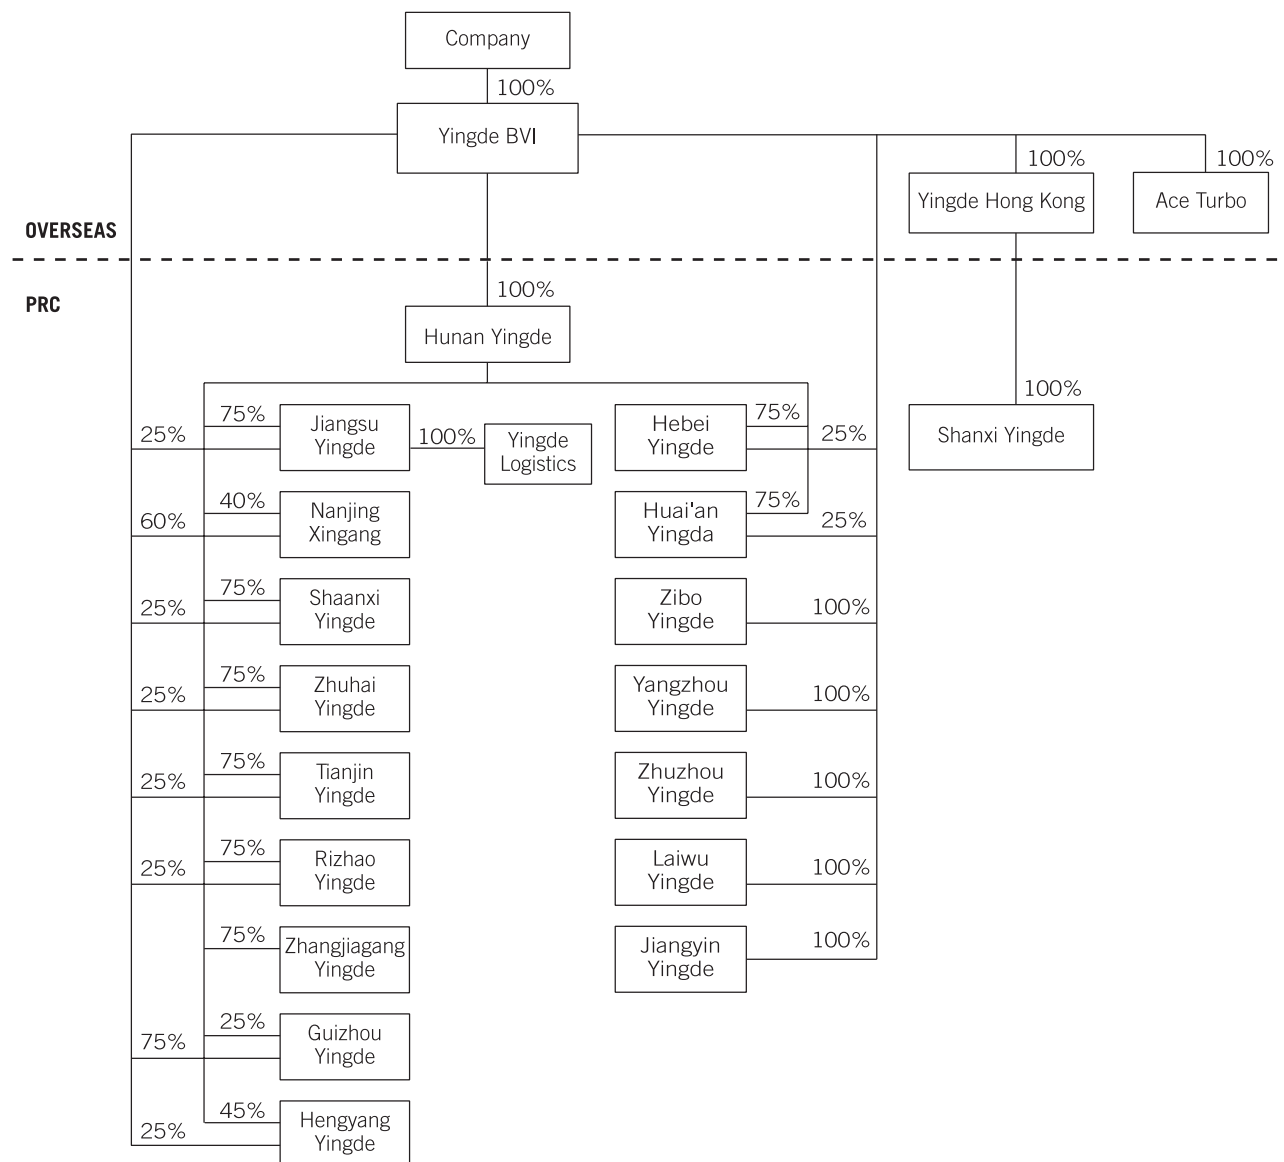 Company
100%
Yingde BVI
100%
100%
Yingde Hong Kong
Ace Turbo
OVERSEAS
PRC
100%
Hunan Yingde
100%
Shanxi Yingde
75%
25%
Jiangsu
Yingde
100%
Yingde
Logistics
Hebei
Yingde
75%
25%
40%
60%
Nanjing
Xingang
Huai'an
Yingda
75%
25%
75%
25%
Shaanxi
Yingde
Zibo
Yingde
100%
75%
25%
Zhuhai
Yingde
Yangzhou
Yingde
100%
75%
25%
Tianjin
Yingde
Zhuzhou
Yingde
100%
75%
25%
Rizhao
Yingde
Laiwu
Yingde
100%
75%
Zhangjiagang
Yingde
Jiangyin
Yingde
100%
25%
75%
Guizhou
Yingde
45%
25%
Hengyang
Yingde